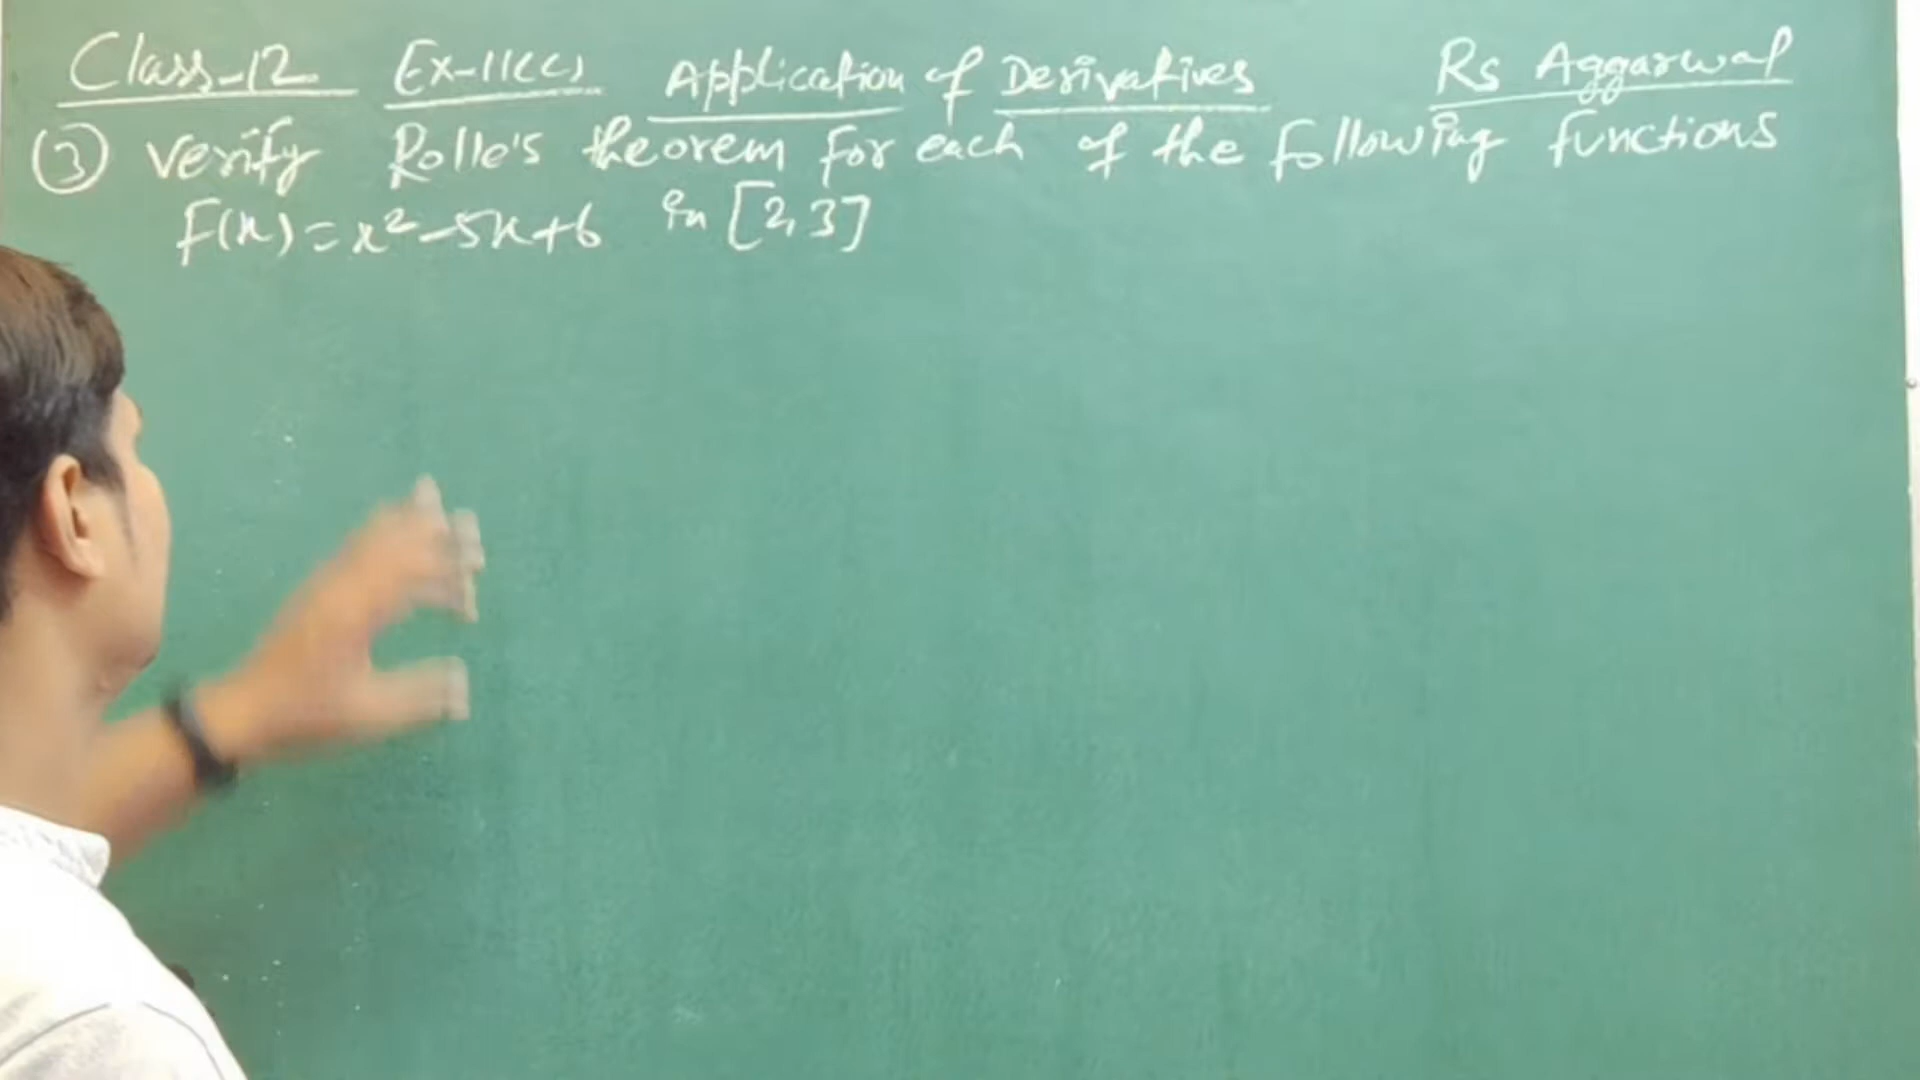 Class-12 Ex-11(C) Application of Derivatives Rs Aggarwal
③ Verify Rolle's theorem for each of the following functions
f(x)=x²-5x+6 in [2,3]